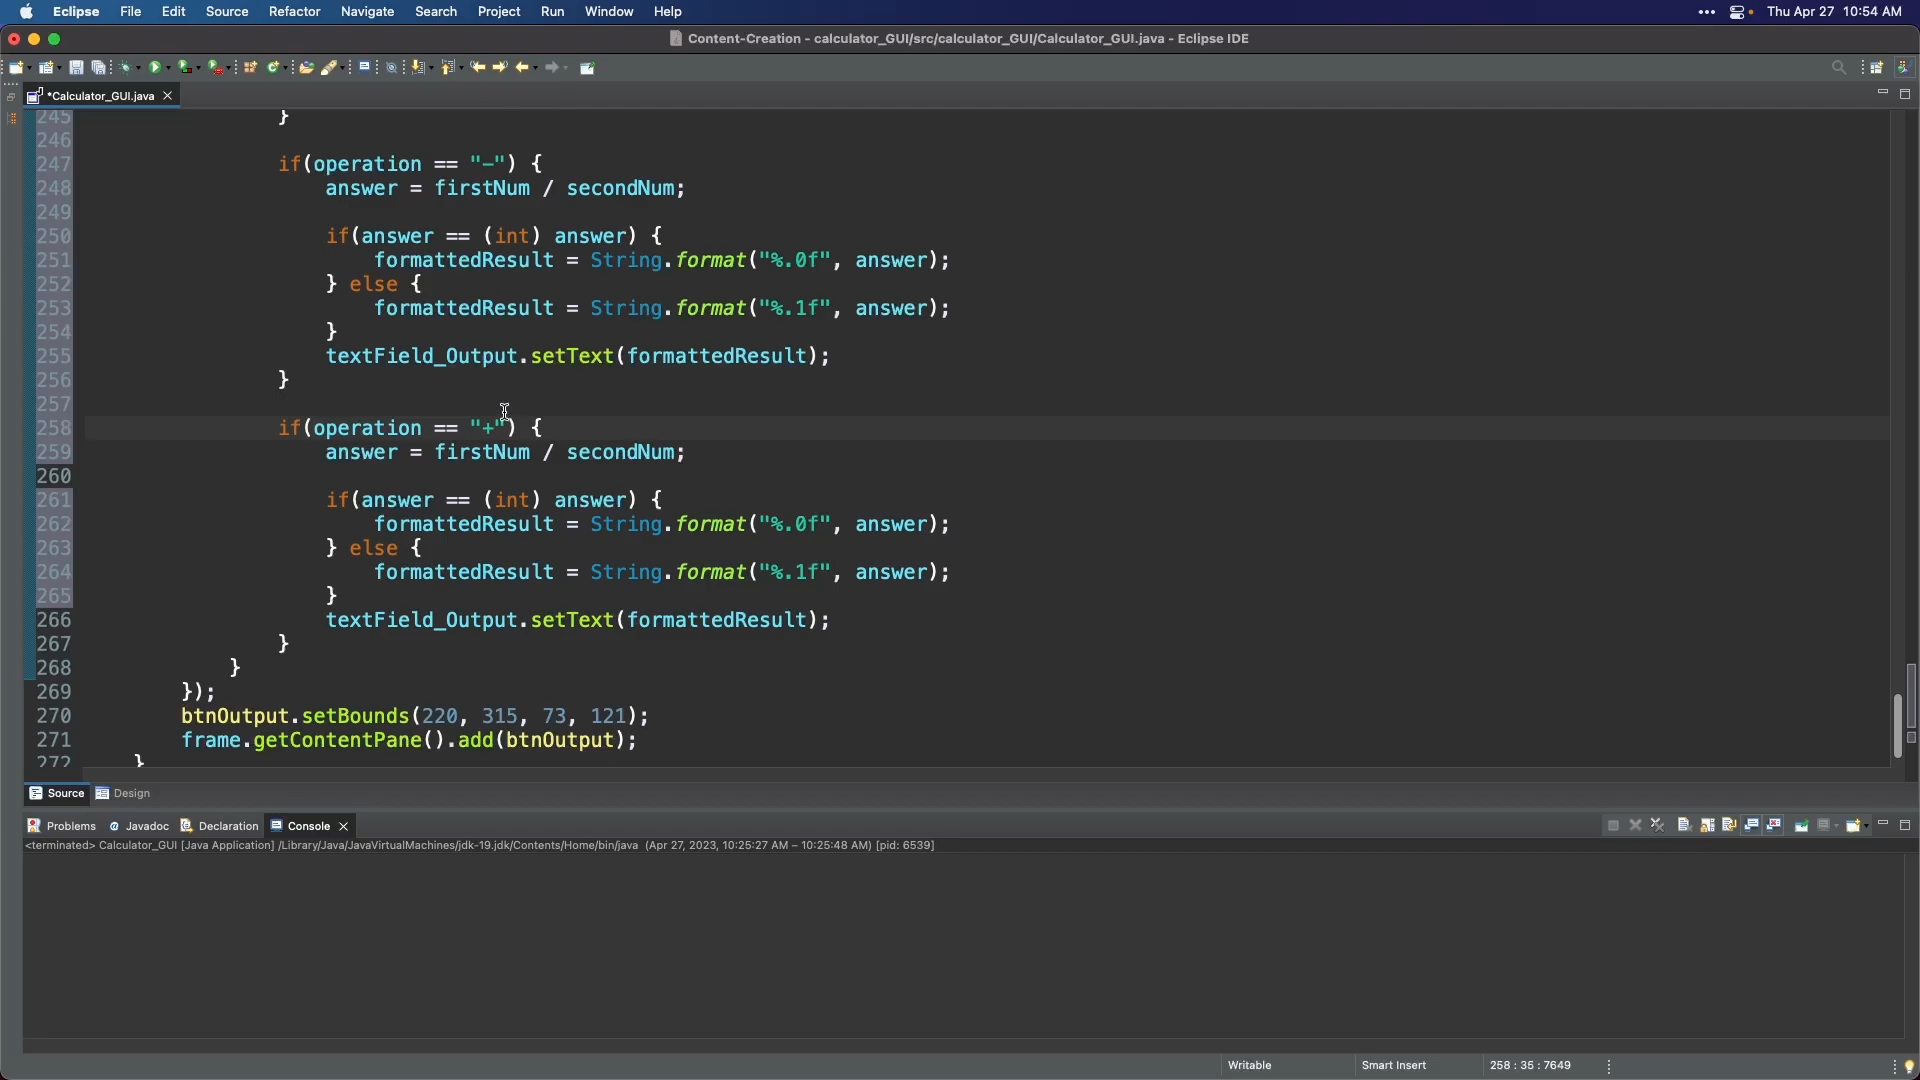 Eclipse File Edit Source Refactor Navigate Search Project Run Window Help Thu Apr 27 10:54 AM
Content-Creation - calculator_GUI/src/calculator_GUI/Calculator_GUI.java - Eclipse IDE
*Calculator_GUI.java
245 }
246
247 if(operation == "-") {
248 answer = firstNum / secondNum;
249
250 if(answer == (int) answer) {
251 formattedResult = String.format("%.0f", answer);
252 } else {
253 formattedResult = String.format("%.1f", answer);
254 }
255 textField_Output.setText(formattedResult);
256 }
257
258 if(operation == "+") {
259 answer = firstNum / secondNum;
260
261 if(answer == (int) answer) {
262 formattedResult = String.format("%.0f", answer);
263 } else {
264 formattedResult = String.format("%.1f", answer);
265 }
266 textField_Output.setText(formattedResult);
267 }
268 }
269 });
270 btnOutput.setBounds(220, 315, 73, 121);
271 frame.getContentPane().add(btnOutput);
272 }
Source Design
Problems @ Javadoc Declaration Console
<terminated> Calculator_GUI [Java Application] /Library/Java/JavaVirtualMachines/jdk-19.jdk/Contents/Home/bin/java (Apr 27, 2023, 10:25:27 AM – 10:25:48 AM) [pid: 6539]
Writable Smart Insert 258 : 35 : 7649